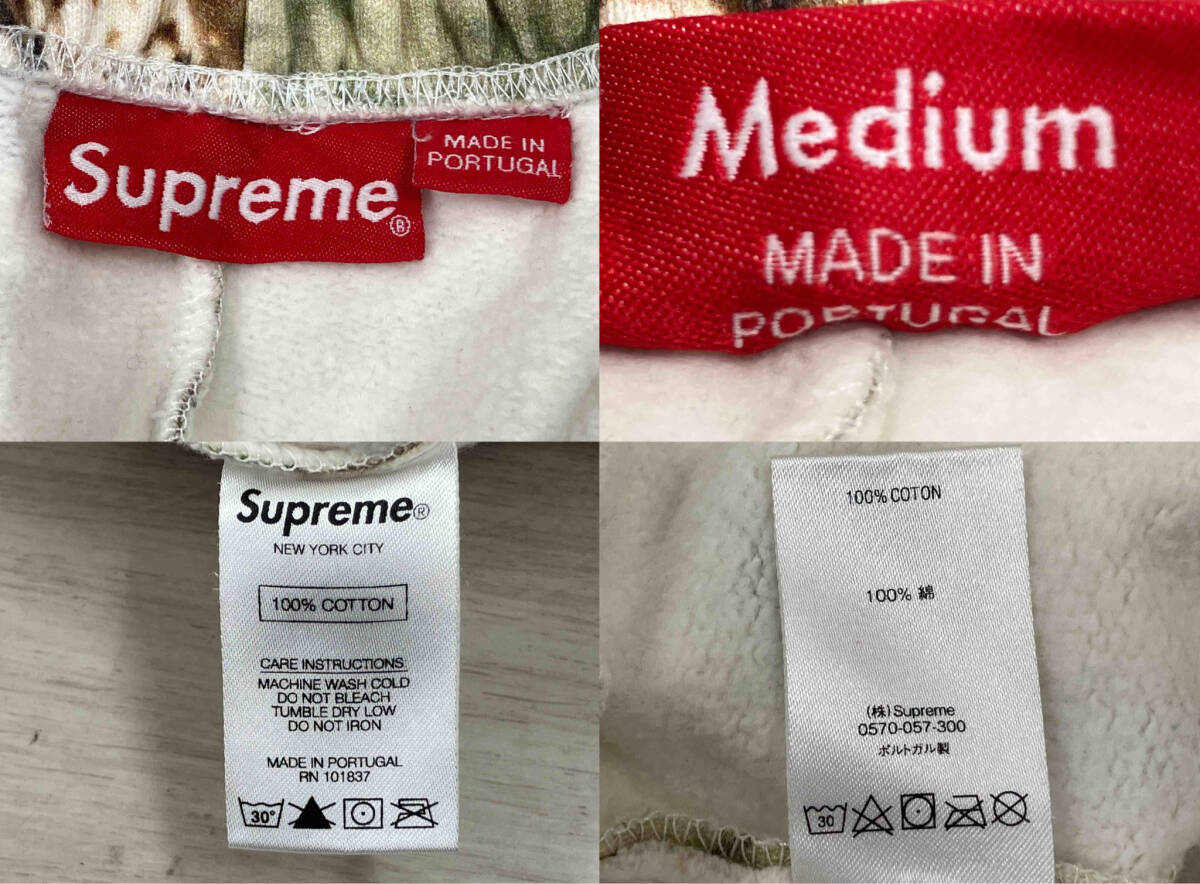 Supreme®
MADE IN
PORTUGAL
Medium
MADE IN
PORTUGAL
Supreme®
NEW YORK CITY
100% COTTON
CARE INSTRUCTIONS
MACHINE WASH COLD
DO NOT BLEACH
TUMBLE DRY LOW
DO NOT IRON
MADE IN PORTUGAL
RN 101837
30°
100% COTON
100% 綿
(株)Supreme
0570-057-300
ポルトガル製
30